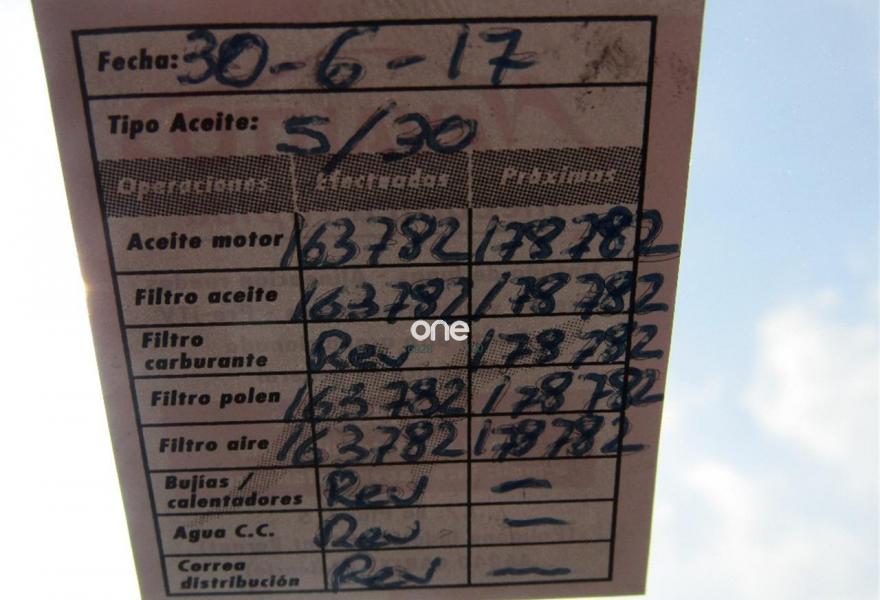 Fecha: 30-6-17
Tipo Aceite: 5/30
Operaciones Efectuadas Próximas
Aceite motor 163782 178782
Filtro aceite 163782 178782
Filtro carburante Rev 178782
one
Filtro polen 163782 178782
Filtro aire 163782 178782
Bujías / calentadores Rev —
Agua C.C. Rev —
Correa distribución Rev —